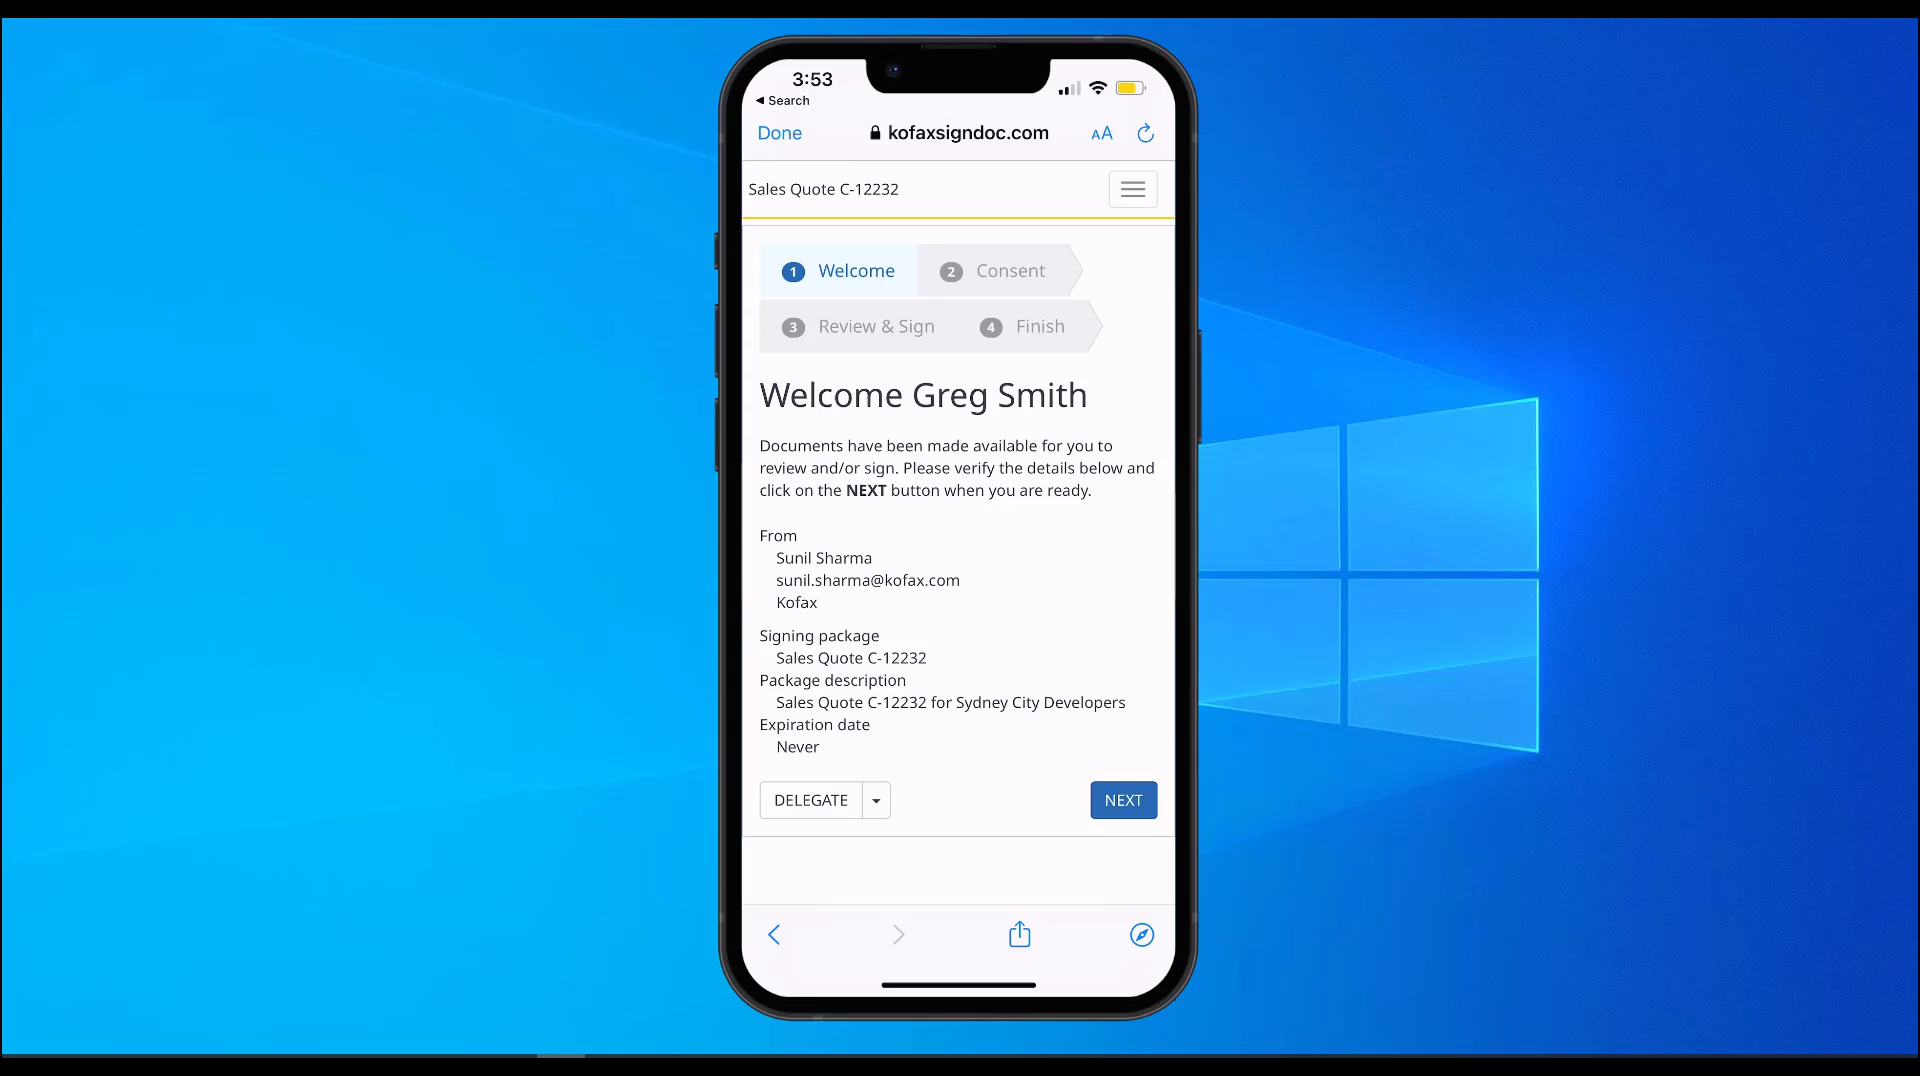 3:53
Search
Done
kofaxsigndoc.com
AA
Sales Quote C-12232
1 Welcome
2 Consent
3 Review & Sign
4 Finish
Welcome Greg Smith
Documents have been made available for you to
review and/or sign. Please verify the details below and
click on the NEXT button when you are ready.
From
Sunil Sharma
sunil.sharma@kofax.com
Kofax
Signing package
Sales Quote C-12232
Package description
Sales Quote C-12232 for Sydney City Developers
Expiration date
Never
DELEGATE
NEXT